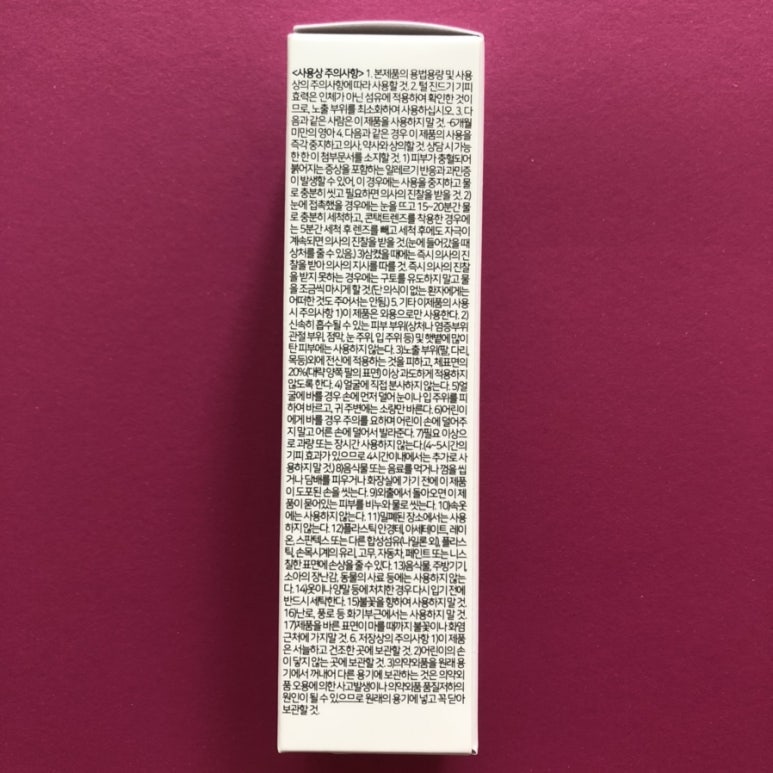 <사용상 주의사항> 1. 본제품의 용법용량 및 사용
상의 주의사항에 따라 사용할 것. 2. 털 진드기 기피
효력은 인체가 아닌 섬유에 적용하여 확인한 것이
므로, 노출 부위를 최소화하여 사용하십시오. 3. 다
음과 같은 사람은 이 제품을 사용하지 말 것. -6개월
미만의 영아 4. 다음과 같은 경우 이 제품의 사용을
즉각 중지하고 의사, 약사와 상의할 것. 상담 시 가능
한 한 이 첨부문서를 소지할 것. 1) 피부가 충혈되어
붉어지는 증상을 포함하는 알레르기 반응과 과민증
이 발생할 수 있어, 이 경우에는 사용을 중지하고 물
로 충분히 씻고 필요하면 의사의 진찰을 받을 것. 2)
눈에 접촉했을 경우에는 눈을 뜨고 15~20분간 물
로 충분히 세척하고, 콘택트렌즈를 착용한 경우에
는 5분간 세척 후 렌즈를 빼고 세척 후에도 자극이
계속되면 의사의 진찰을 받을 것.(눈에 들어갔을 때
상처를 줄 수 있음.) 3)삼켰을 때에는 즉시 의사의 진
찰을 받아 의사의 지시를 따를 것. 즉시 의사의 진찰
을 받지 못하는 경우에는 구토를 유도하지 말고 물
을 조금씩 마시게 할 것.(단 의식이 없는 환자에게는
어떠한 것도 주어서는 안됨.) 5. 기타 이 제품의 사용
시 주의사항 1)이 제품은 외용으로만 사용한다. 2)
신속히 흡수될 수 있는 피부 부위(상처나 염증부위
관절 부위, 점막, 눈 주위, 입 주위 등) 및 햇볕에 많이
탄 피부에는 사용하지 않는다. 3)노출 부위(팔, 다리,
목등)외에 전신에 적용하는 것을 피하고, 체표면의
20%(대략 양쪽 팔의 표면) 이상 과도하게 적용하지
않도록 한다. 4) 얼굴에 직접 분사하지 않는다. 5)얼
굴에 바를 경우 손에 먼저 덜어 눈이나 입 주위를 피
하여 바르고, 귀 주변에는 소량만 바른다. 6)어린이
에게 바를 경우 주의를 요하며 어린이 손에 덜어주
지 말고 어른 손에 덜어서 발라준다. 7)필요 이상으
로 과량 또는 장시간 사용하지 않는다.(4~5시간의
기피 효과가 있으므로 4시간이내에서는 추가로 사
용하지 말 것.) 8)음식물 또는 음료를 먹거나 껌을 씹
거나 담배를 피우거나 화장실에 가기 전에 이 제품
이 도포된 손을 씻는다. 9)외출에서 돌아오면 이 제
품이 묻어있는 피부를 비누와 물로 씻는다. 10)속옷
에는 사용하지 않는다. 11)밀폐된 장소에서는 사용
하지 않는다. 12)플라스틱 안경테, 아세테이트, 레이
온, 스판텍스 또는 다른 합성섬유(나일론 외), 플라스
틱, 손목시계의 유리, 고무, 자동차, 페인트 또는 니스
칠한 표면에 손상을 줄 수 있다. 13)음식물, 주방기기,
소아의 장난감, 동물의 사료 등에는 사용하지 않는
다. 14)옷이나 양말 등에 처치한 경우 다시 입기 전에
반드시 세탁한다. 15)불꽃을 향하여 사용하지 말 것.
16)난로, 풍로 등 화기 부근에서는 사용하지 말 것.
17)제품을 바른 표면이 마를 때까지 불꽃이나 화염
근처에 가지말 것. 6. 저장상의 주의사항 1)이 제품
은 서늘하고 건조한 곳에 보관할 것. 2)어린이의 손
이 닿지 않는 곳에 보관할 것. 3)의약외품을 원래 용
기에서 꺼내어 다른 용기에 보관하는 것은 의약외
품 오용에 의한 사고발생이나 의약외품 품질저하의
원인이 될 수 있으므로 원래의 용기에 넣고 꼭 닫아
보관할 것.